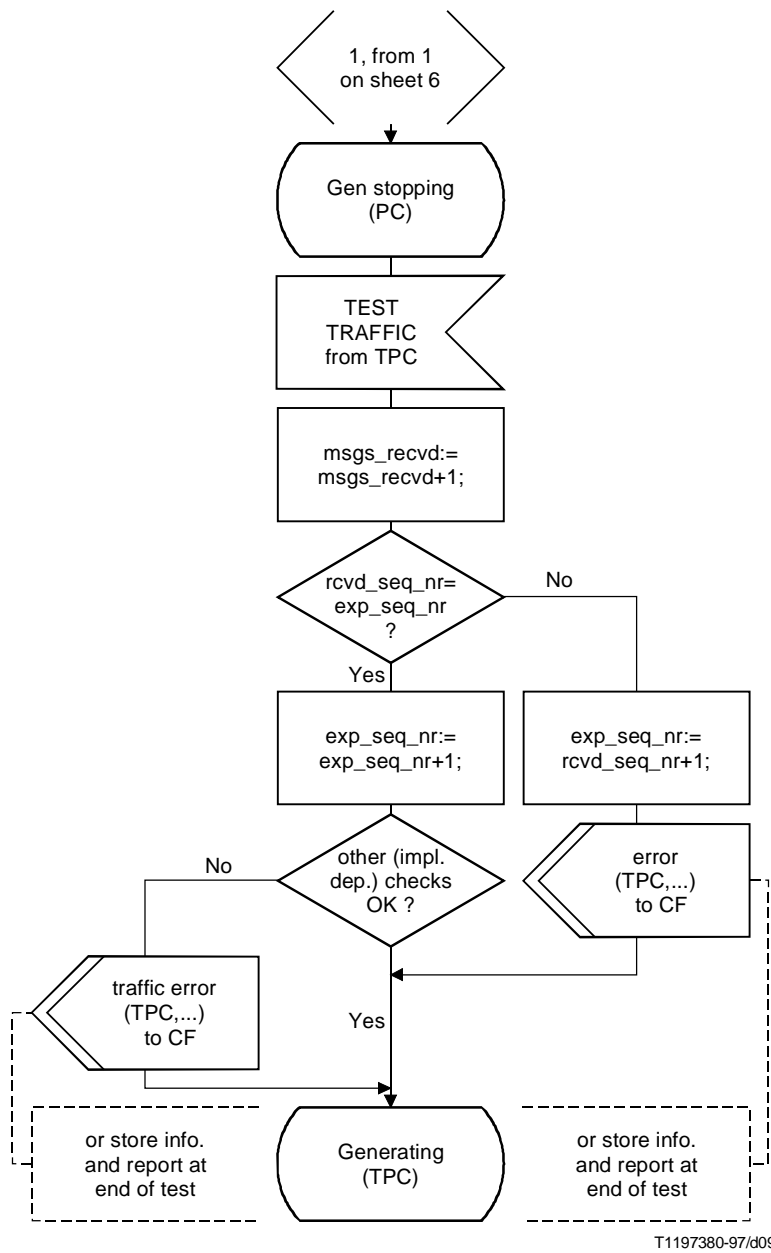 1, from 1
on sheet 6
Gen stopping
(PC)
TEST
TRAFFIC
from TPC
msgs_recvd:=
msgs_recvd+1;
rcvd_seq_nr=
exp_seq_nr
?
No
Yes
exp_seq_nr:=
exp_seq_nr+1;
exp_seq_nr:=
rcvd_seq_nr+1;
No
other (impl.
dep.) checks
OK ?
error
(TPC,...)
to CF
traffic error
(TPC,...)
to CF
Yes
or store info.
and report at
end of test
Generating
(TPC)
or store info.
and report at
end of test
T1197380-97/d09